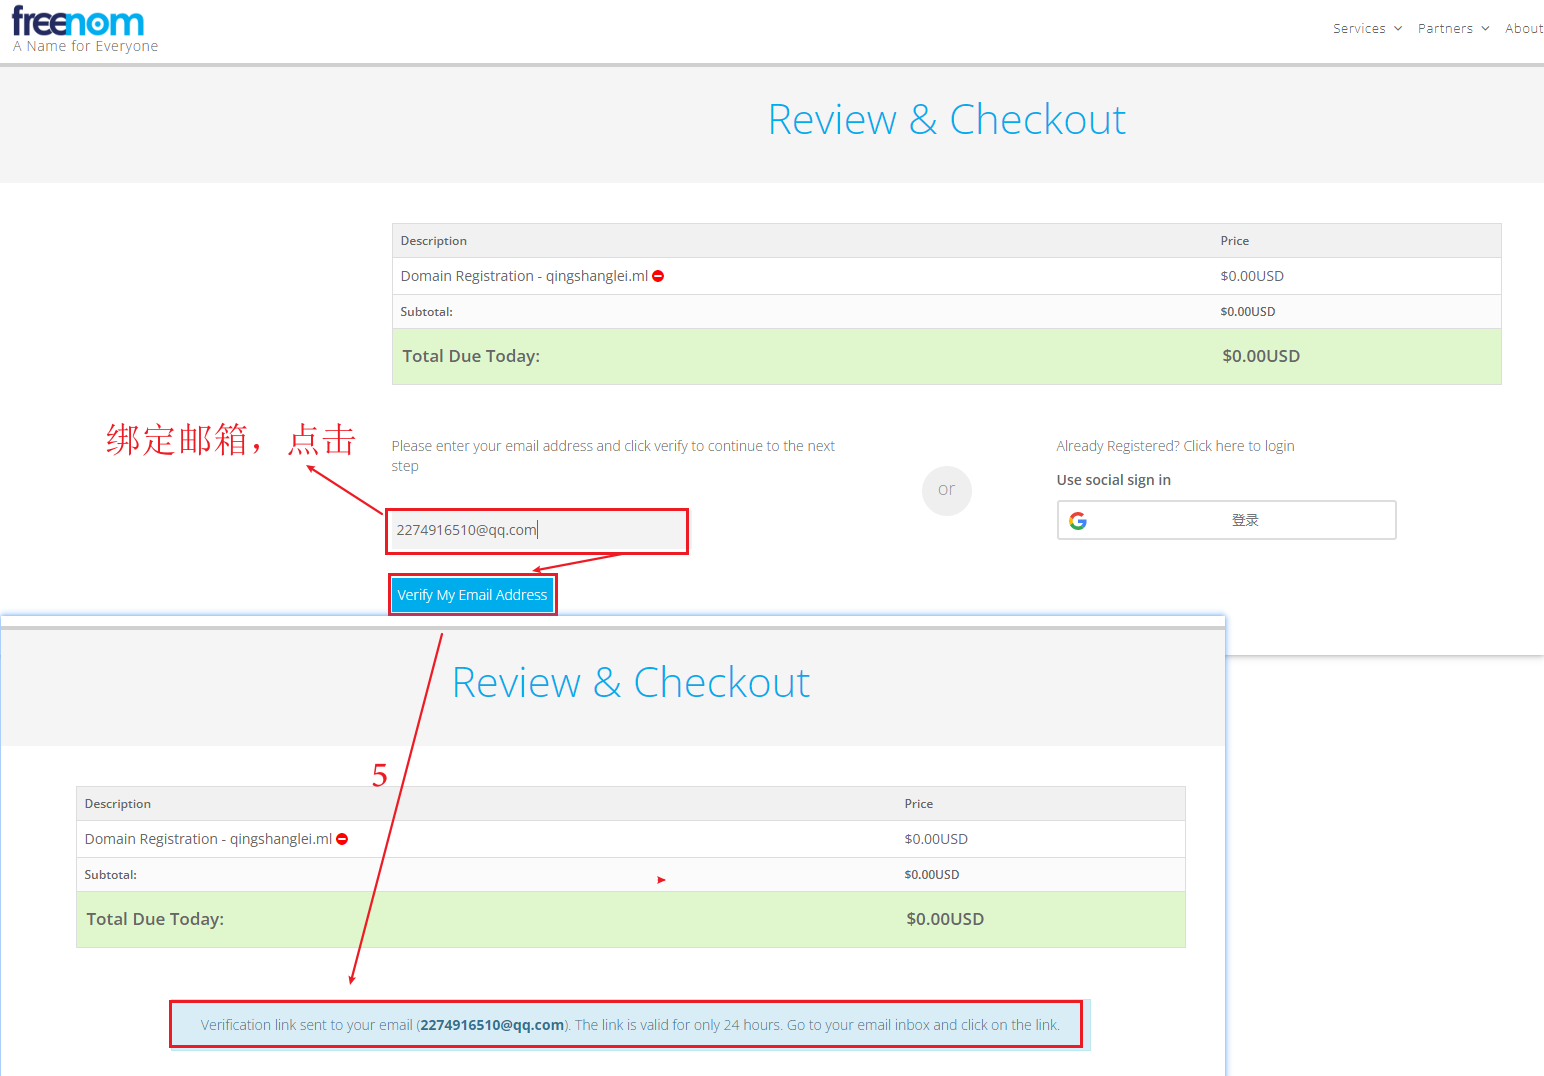 freenom
A Name for Everyone
Services Partners About
Review & Checkout
Description Price
Domain Registration - qingshanglei.ml $0.00USD
Subtotal: $0.00USD
Total Due Today: $0.00USD
绑定邮箱，点击
Please enter your email address and click verify to continue to the next
step
2274916510@qq.com
Verify My Email Address
or
Already Registered? Click here to login
Use social sign in
登录
Review & Checkout
5
Description Price
Domain Registration - qingshanglei.ml $0.00USD
Subtotal: $0.00USD
Total Due Today: $0.00USD
Verification link sent to your email (2274916510@qq.com). The link is valid for only 24 hours. Go to your email inbox and click on the link.